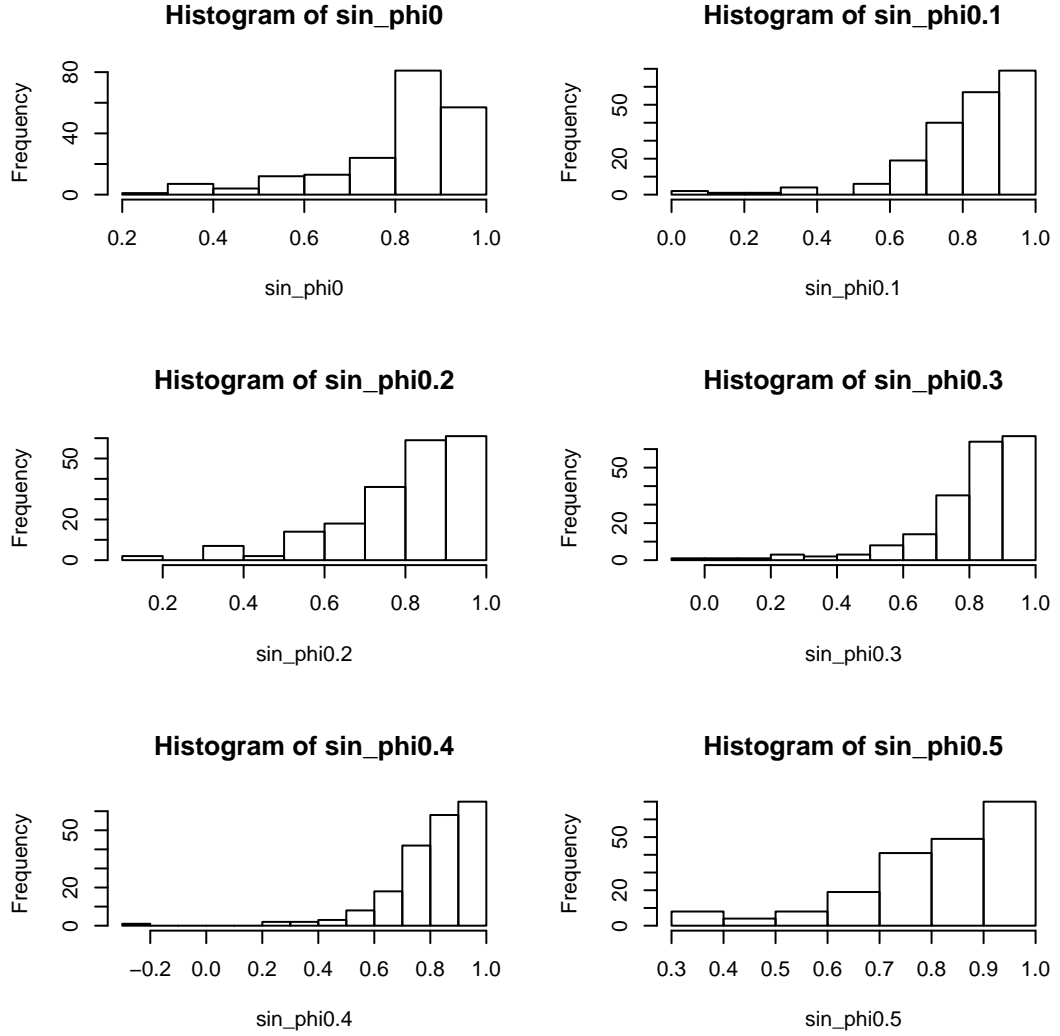 Histogram of sin_phi0
Frequency
0
40
80
0.2 0.4 0.6 0.8 1.0
sin_phi0
Histogram of sin_phi0.1
Frequency
0
20
50
0.0 0.2 0.4 0.6 0.8 1.0
sin_phi0.1
Histogram of sin_phi0.2
Frequency
0
20
50
0.2 0.4 0.6 0.8 1.0
sin_phi0.2
Histogram of sin_phi0.3
Frequency
0
20
50
0.0 0.2 0.4 0.6 0.8 1.0
sin_phi0.3
Histogram of sin_phi0.4
Frequency
0
20
50
−0.2 0.0 0.2 0.4 0.6 0.8 1.0
sin_phi0.4
Histogram of sin_phi0.5
Frequency
0
20
50
0.3 0.4 0.5 0.6 0.7 0.8 0.9 1.0
sin_phi0.5